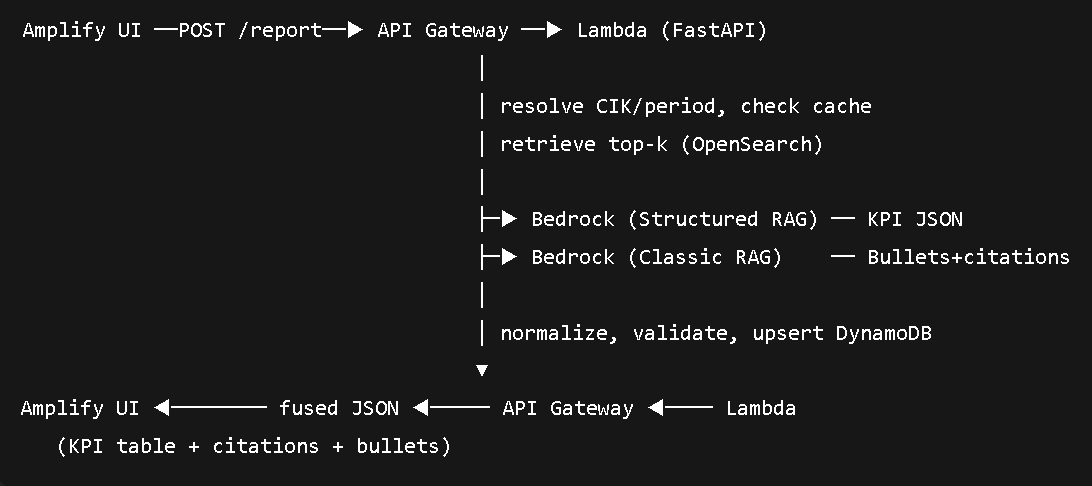 Amplify UI ──POST /report──► API Gateway ──► Lambda (FastAPI)
│
│ resolve CIK/period, check cache
│ retrieve top-k (OpenSearch)
│
├─► Bedrock (Structured RAG) ── KPI JSON
├─► Bedrock (Classic RAG) ── Bullets+citations
│
│ normalize, validate, upsert DynamoDB
▼
Amplify UI ◄──────── fused JSON ◄────── API Gateway ◄──── Lambda
(KPI table + citations + bullets)